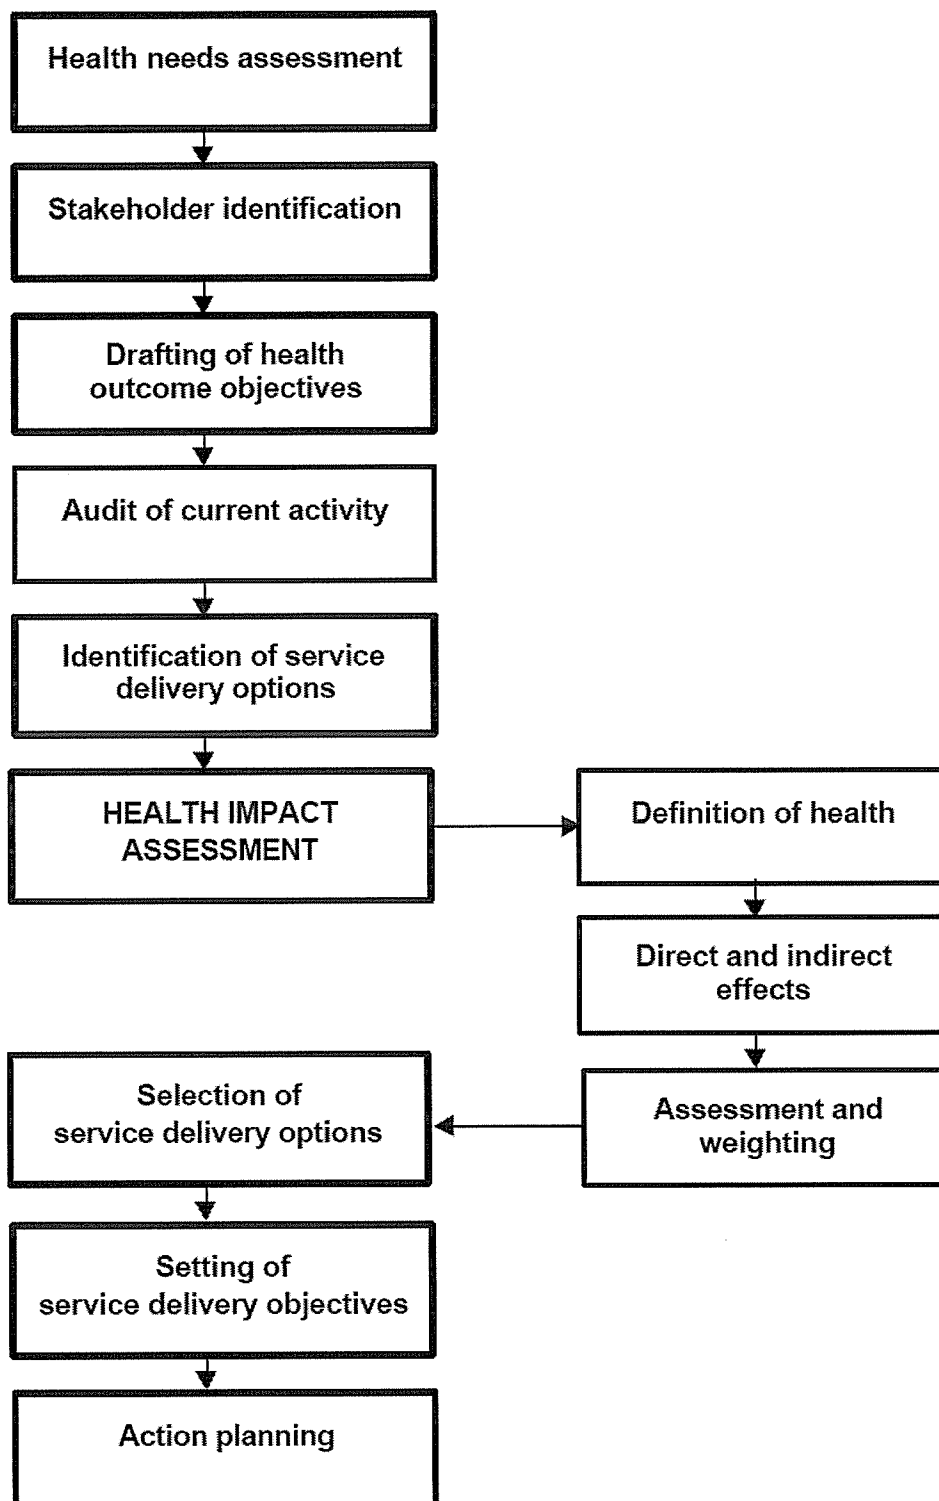 Health needs assessment
Stakeholder identification
Drafting of health
outcome objectives
Audit of current activity
Identification of service
delivery options
HEALTH IMPACT
ASSESSMENT
Definition of health
Direct and indirect
effects
Assessment and
weighting
Selection of
service delivery options
Setting of
service delivery objectives
Action planning